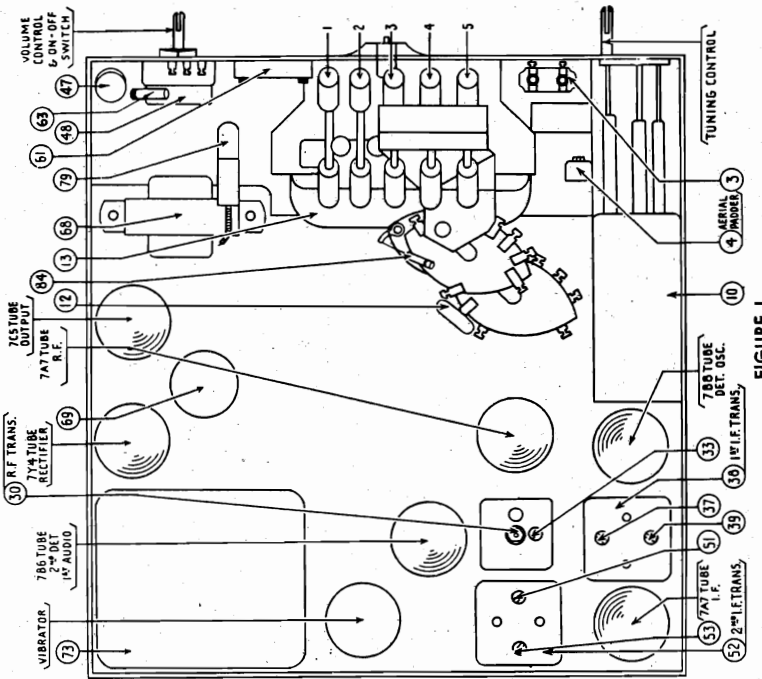 VIBRATOR
73
7B6 TUBE
2ND DET
1ST AUDIO
30 R.F TRANS.
7Y4 TUBE
RECTIFIER
69
7A7 TUBE
R.F.
7C5 TUBE
OUTPUT
12
84
13
68
79
61
48
63
47
VOLUME
CONTROL
& ON-OFF
SWITCH
1
2
3
4
5
53
52 2ND I.F. TRANS.
7A7 TUBE
I.F.
51
39
37
38 1ST I.F. TRANS.
33
7B8 TUBE
DET. OSC.
10
4 AERIAL
PADDER
3
TUNING CONTROL
FIGURE 1